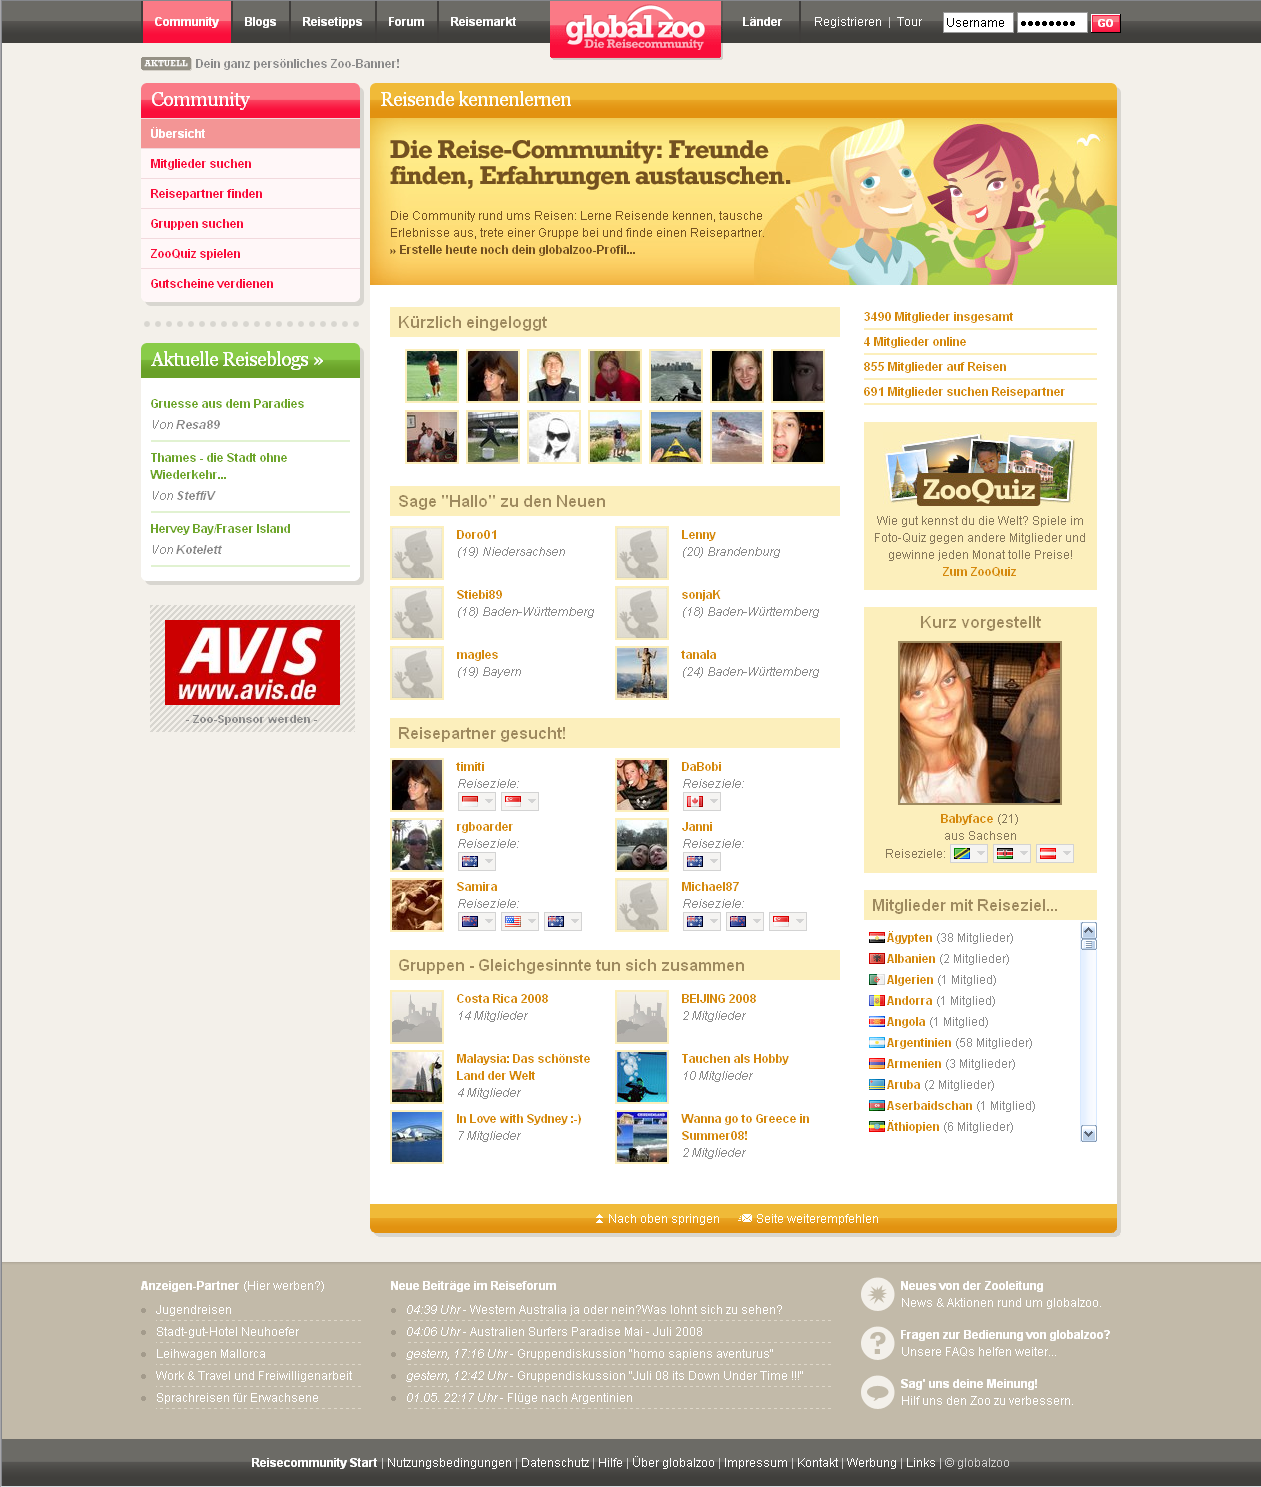 Community
Blogs
Reisetipps
Forum
Reisemarkt
global zoo
Die Reisecommunity
Länder
Registrieren | Tour
Username
••••••••
GO
AKTUELL Dein ganz persönliches Zoo-Banner!
Community
Übersicht
Mitglieder suchen
Reisepartner finden
Gruppen suchen
ZooQuiz spielen
Gutscheine verdienen
Aktuelle Reiseblogs »
Gruesse aus dem Paradies
Von Resa89
Thames - die Stadt ohne
Wiederkehr...
Von SteffiV
Hervey Bay/Fraser Island
Von Kotelett
AVIS
www.avis.de
- Zoo-Sponsor werden -
Reisende kennenlernen
Die Reise-Community: Freunde
finden, Erfahrungen austauschen.
Die Community rund ums Reisen: Lerne Reisende kennen, tausche
Erlebnisse aus, trete einer Gruppe bei und finde einen Reisepartner.
» Erstelle heute noch dein globalzoo-Profil...
Kürzlich eingeloggt
Sage "Hallo" zu den Neuen
Doro01
(19) Niedersachsen
Lenny
(20) Brandenburg
Stiebi89
(18) Baden-Württemberg
sonjaK
(18) Baden-Württemberg
magles
(19) Bayern
tanala
(24) Baden-Württemberg
Reisepartner gesucht!
timiti
Reiseziele:
DaBobi
Reiseziele:
rgboarder
Reiseziele:
Janni
Reiseziele:
Samira
Reiseziele:
Michael87
Reiseziele:
Gruppen - Gleichgesinnte tun sich zusammen
Costa Rica 2008
14 Mitglieder
BEIJING 2008
2 Mitglieder
Malaysia: Das schönste
Land der Welt
4 Mitglieder
Tauchen als Hobby
10 Mitglieder
In Love with Sydney :-)
7 Mitglieder
Wanna go to Greece in
Summer08!
2 Mitglieder
3490 Mitglieder insgesamt
4 Mitglieder online
855 Mitglieder auf Reisen
691 Mitglieder suchen Reisepartner
ZooQuiz
Wie gut kennst du die Welt? Spiele im
Foto-Quiz gegen andere Mitglieder und
gewinne jeden Monat tolle Preise!
Zum ZooQuiz
Kurz vorgestellt
Babyface (21)
aus Sachsen
Reiseziele:
Mitglieder mit Reiseziel...
Ägypten (38 Mitglieder)
Albanien (2 Mitglieder)
Algerien (1 Mitglied)
Andorra (1 Mitglied)
Angola (1 Mitglied)
Argentinien (58 Mitglieder)
Armenien (3 Mitglieder)
Aruba (2 Mitglieder)
Aserbaidschan (1 Mitglied)
Äthiopien (6 Mitglieder)
Nach oben springen
Seite weiterempfehlen
Anzeigen-Partner (Hier werben?)
Jugendreisen
Stadt-gut-Hotel Neuhoefer
Leihwagen Mallorca
Work & Travel und Freiwilligenarbeit
Sprachreisen für Erwachsene
Neue Beiträge im Reiseforum
04:39 Uhr - Western Australia ja oder nein?Was lohnt sich zu sehen?
04:06 Uhr - Australien Surfers Paradise Mai - Juli 2008
gestern, 17:16 Uhr - Gruppendiskussion "homo sapiens aventurus"
gestern, 12:42 Uhr - Gruppendiskussion "Juli 08 its Down Under Time !!!"
01.05. 22:17 Uhr - Flüge nach Argentinien
Neues von der Zooleitung
News & Aktionen rund um globalzoo.
?
Fragen zur Bedienung von globalzoo?
Unsere FAQs helfen weiter...
Sag' uns deine Meinung!
Hilf uns den Zoo zu verbessern.
Reisecommunity Start | Nutzungsbedingungen | Datenschutz | Hilfe | Über globalzoo | Impressum | Kontakt | Werbung | Links | © globalzoo